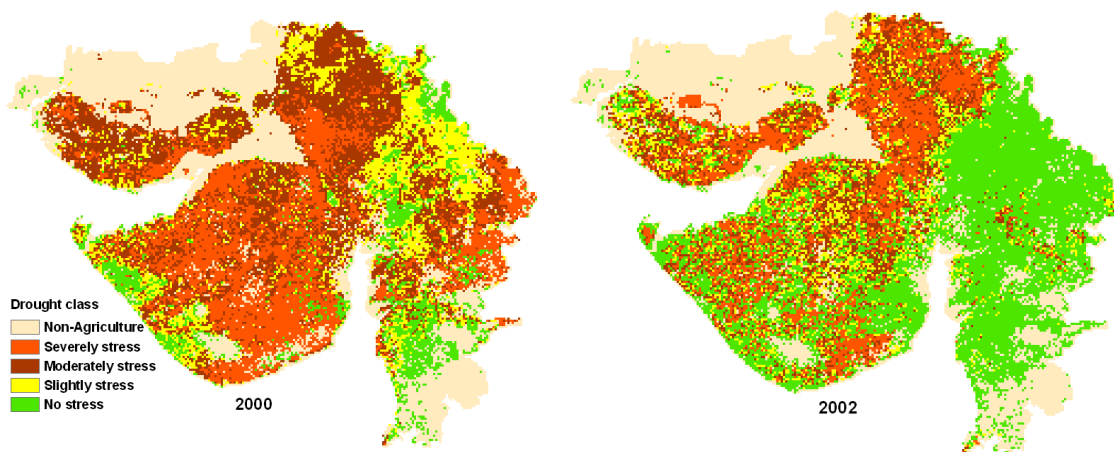 Drought class
Non-Agriculture
Severely stress
Moderately stress
Slightly stress
No stress
2000
2002